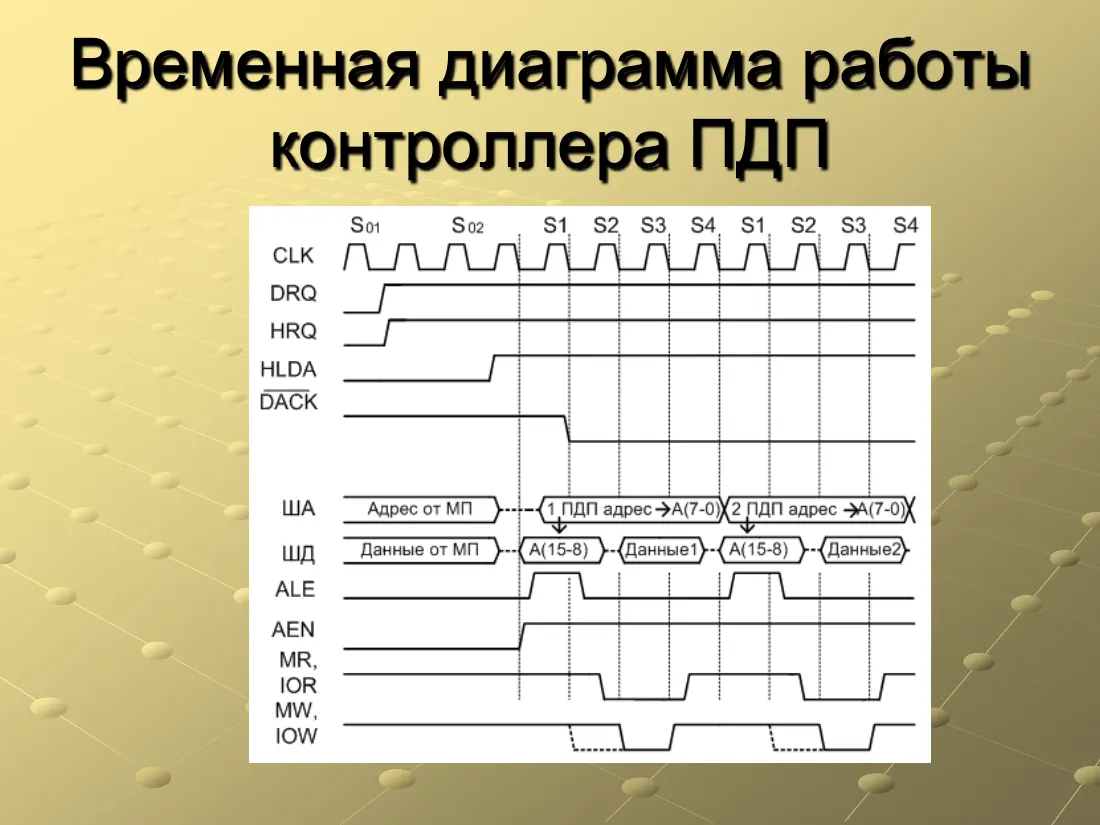 Временная диаграмма работы
контроллера ПДП
S01 S02 S1 S2 S3 S4 S1 S2 S3 S4
CLK
DRQ
HRQ
HLDA
DACK
ША Адрес от МП 1 ПДП адрес→A(7-0) 2 ПДП адрес→A(7-0)
ШД Данные от МП A(15-8) Данные1 A(15-8) Данные2
ALE
AEN
MR,
IOR
MW,
IOW